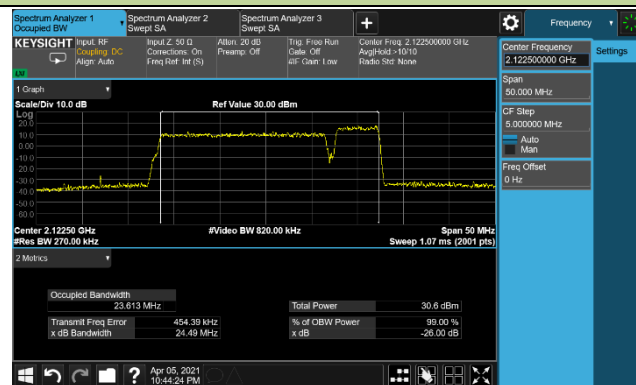 Spectrum Analyzer 1
Occupied BW
Spectrum Analyzer 2
Swept SA
Spectrum Analyzer 3
Swept SA
+
Frequency
KEYSIGHT
Input: RF
Coupling: DC
Align: Auto
Input Z: 50 Ω
Corrections: On
Freq Ref: Int (S)
Atten: 20 dB
Preamp: Off
Trig: Free Run
Gate: Off
#IF Gain: Low
Center Freq: 2.122500000 GHz
Avg|Hold:>10/10
Radio Std: None
Center Frequency
2.122500000 GHz
Settings
Span
50.000 MHz
CF Step
5.000000 MHz
Auto
Man
Freq Offset
0 Hz
1 Graph
Scale/Div 10.0 dB
Ref Value 30.00 dBm
Log
20.0
10.0
0.00
-10.0
-20.0
-30.0
-40.0
-50.0
-60.0
Center 2.12250 GHz
#Video BW 820.00 kHz
Span 50 MHz
#Res BW 270.00 kHz
Sweep 1.07 ms (2001 pts)
2 Metrics
Occupied Bandwidth
23.613 MHz
Total Power
30.6 dBm
Transmit Freq Error
454.39 kHz
% of OBW Power
99.00 %
x dB Bandwidth
24.49 MHz
x dB
-26.00 dB
?
Apr 05, 2021
10:44:24 PM